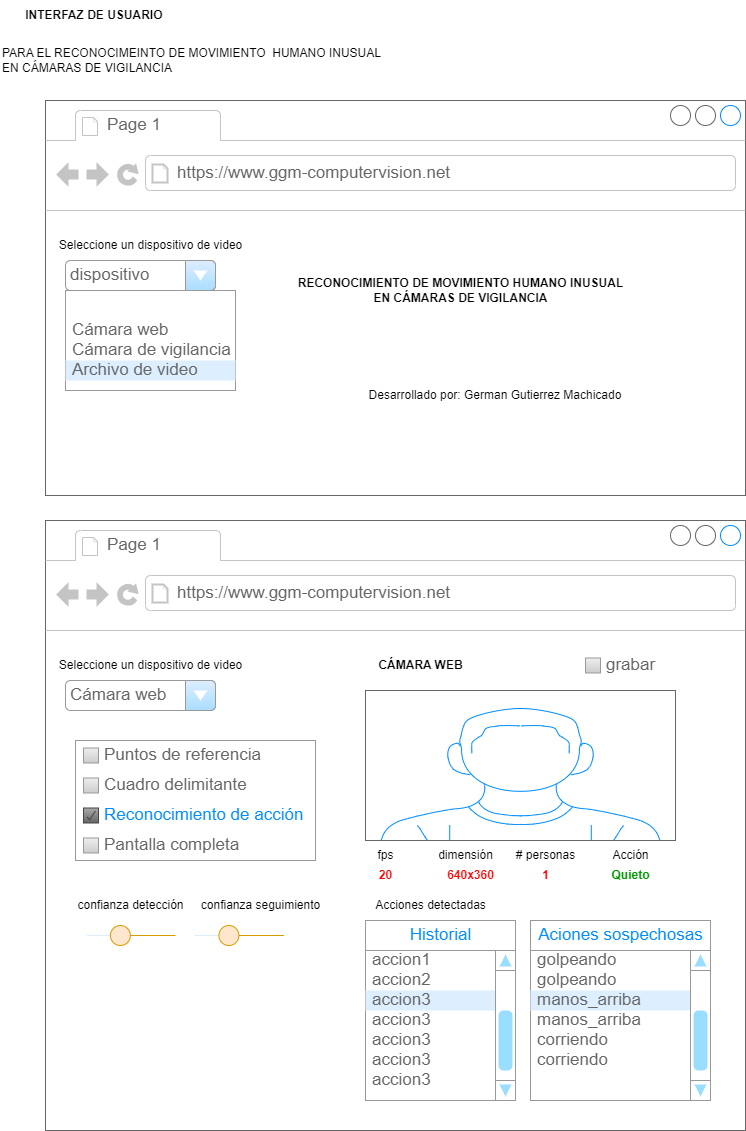 INTERFAZ DE USUARIO
PARA EL RECONOCIMEINTO DE MOVIMIENTO HUMANO INUSUAL
EN CÁMARAS DE VIGILANCIA
Page 1
https://www.ggm-computervision.net
Seleccione un dispositivo de video
dispositivo
Cámara web
Cámara de vigilancia
Archivo de video
RECONOCIMIENTO DE MOVIMIENTO HUMANO INUSUAL
EN CÁMARAS DE VIGILANCIA
Desarrollado por: German Gutierrez Machicado
Page 1
https://www.ggm-computervision.net
Seleccione un dispositivo de video
Cámara web
Puntos de referencia
Cuadro delimitante
Reconocimiento de acción
Pantalla completa
confianza detección confianza seguimiento
CÁMARA WEB grabar
fps dimensión # personas Acción
20 640x360 1 Quieto
Acciones detectadas
Historial
accion1
accion2
accion3
accion3
accion3
accion3
accion3
Aciones sospechosas
golpeando
golpeando
manos_arriba
manos_arriba
corriendo
corriendo